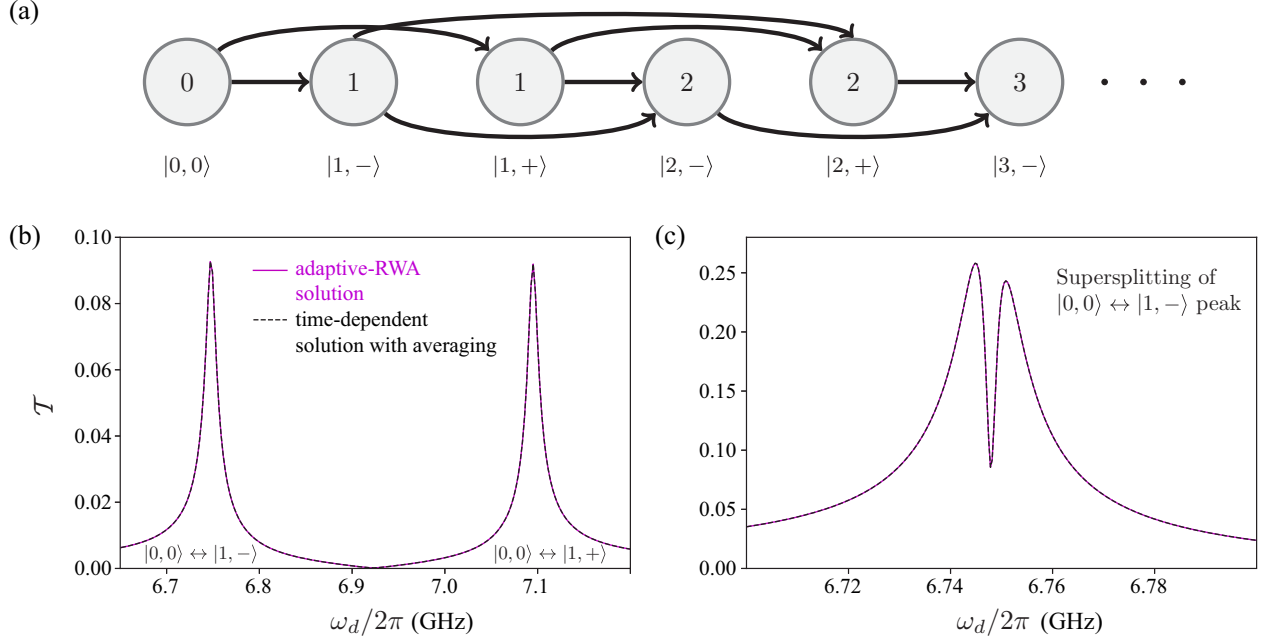 (a)
0 1 1 2 2 3 · · ·
|0, 0⟩ |1, −⟩ |1, +⟩ |2, −⟩ |2, +⟩ |3, −⟩
(b)
0.10
0.08
0.06
0.04
0.02
0.00
𝒯
adaptive-RWA
solution
time-dependent
solution with averaging
|0, 0⟩ ↔ |1, −⟩
|0, 0⟩ ↔ |1, +⟩
6.7 6.8 6.9 7.0 7.1
ω_d/2π (GHz)
(c)
0.25
0.20
0.15
0.10
0.05
0.00
Supersplitting of
|0, 0⟩ ↔ |1, −⟩ peak
6.72 6.74 6.76 6.78
ω_d/2π (GHz)